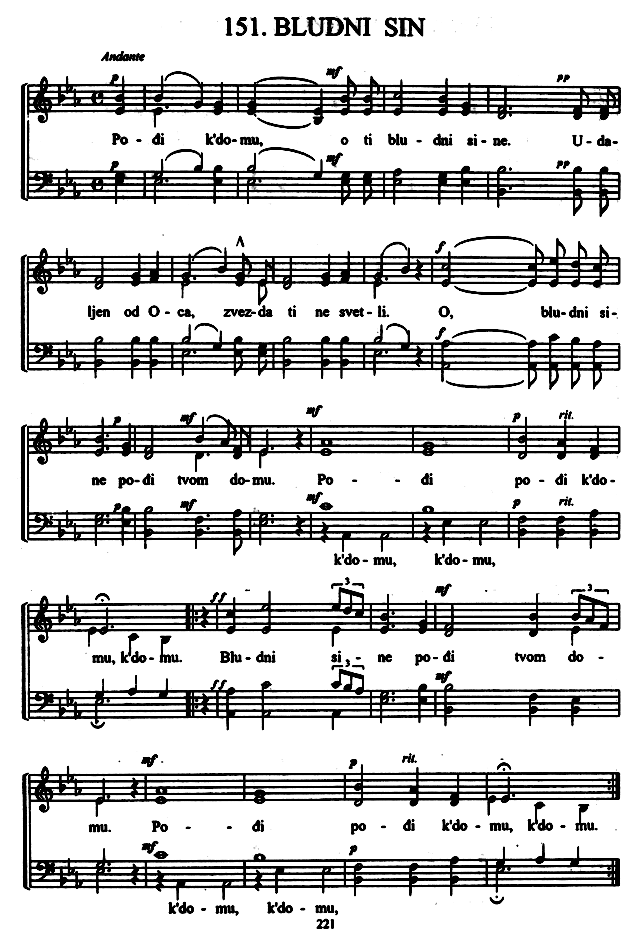 151. BLUDNI SIN
Andante
p mf pp
Po - đi k'domu, o ti blu - dni si - ne. U - da-
p mf pp
ljen od O - ca, zvez - da ti ne svet - li. O, blu - dni si -
f
f
p mf mf p rit.
ne po - đi tvom do - mu. Po - - đi po - đi k'do -
p mf mf p rit.
k'do - mu, k'do - mu,
ff 3 mf 3
mu, k'do - mu. Blu - dni si - ne po - đi tvom do -
ff 3 mf
mf p rit.
mu. Po - - đi po - đi k'do - mu, k'do - mu.
mf p
k'do - mu, k'do - mu,
221